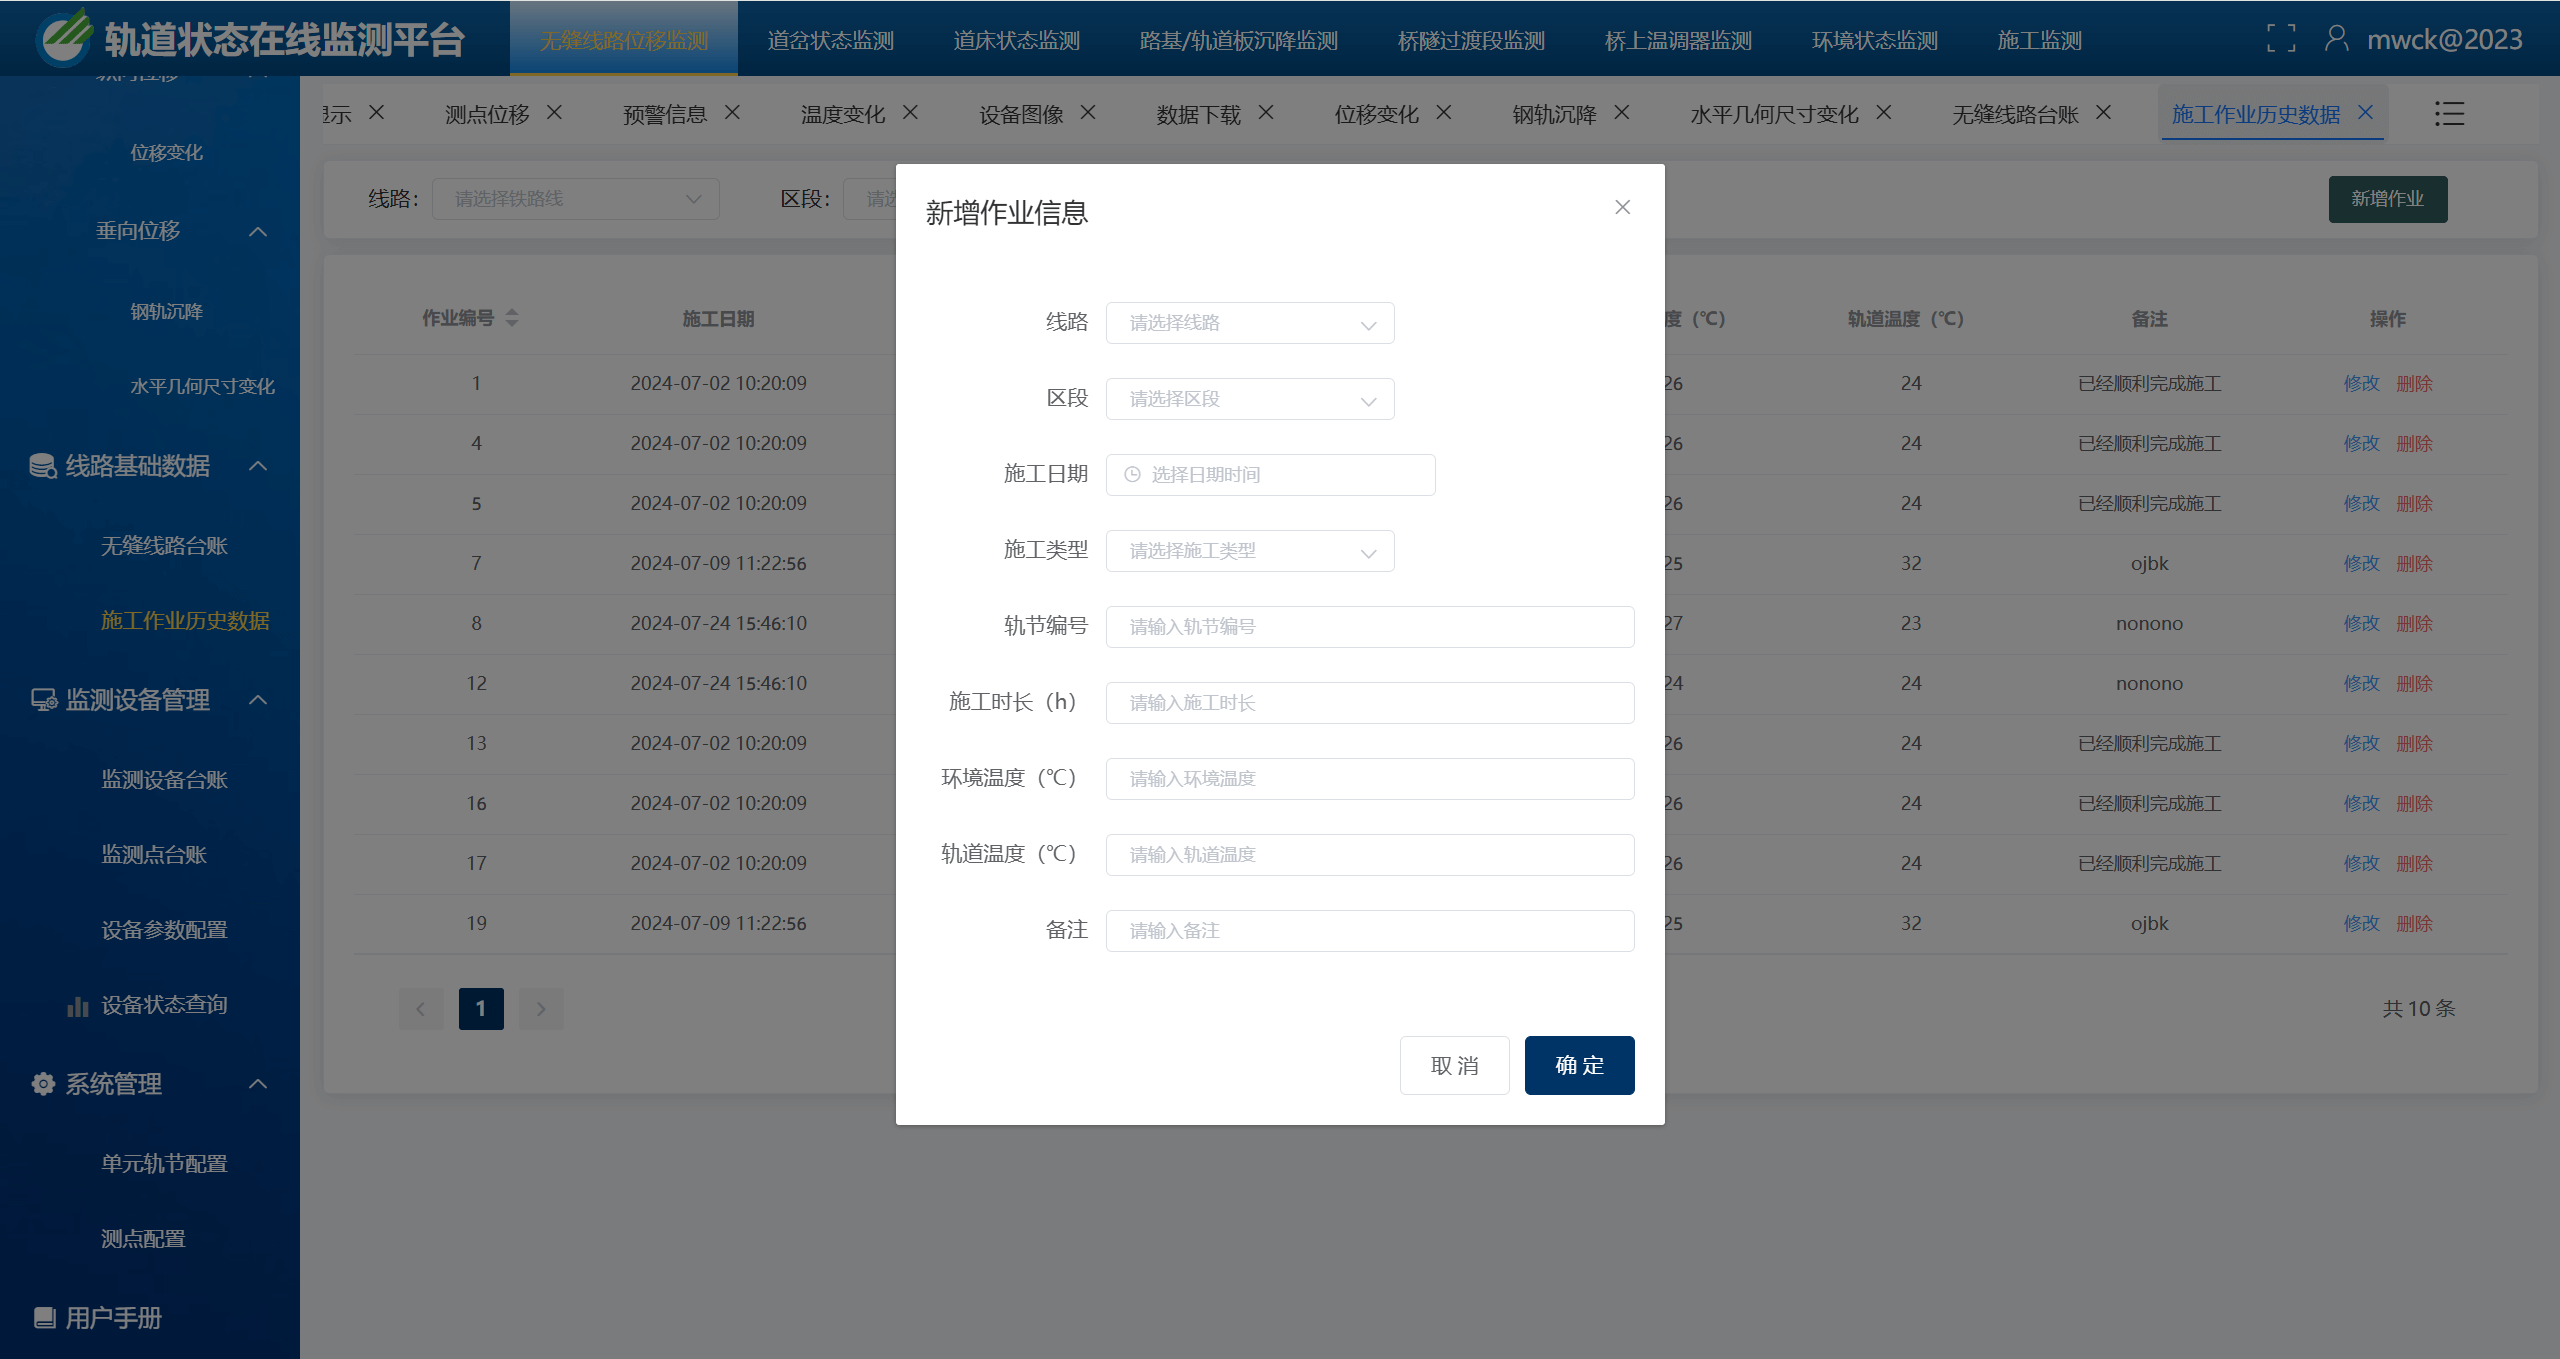 轨道状态在线监测平台
无缝线路位移监测 道岔状态监测 道床状态监测 路基/轨道板沉降监测 桥隧过渡段监测 桥上温调器监测 环境状态监测 施工监测 mwck@2023
位移变化
垂向位移
钢轨沉降
水平几何尺寸变化
线路基础数据
无缝线路台账
施工作业历史数据
监测设备管理
监测设备台账
监测点台账
设备参数配置
设备状态查询
系统管理
单元轨节配置
测点配置
用户手册
测点位移 预警信息 温度变化 设备图像 数据下载 位移变化 钢轨沉降 水平几何尺寸变化 无缝线路台账 施工作业历史数据
线路： 请选择铁路线 区段： 新增作业
作业编号 施工日期 度（℃） 轨道温度（℃） 备注 操作
1 2024-07-02 10:20:09 26 24 已经顺利完成施工 修改 删除
4 2024-07-02 10:20:09 26 24 已经顺利完成施工 修改 删除
5 2024-07-02 10:20:09 26 24 已经顺利完成施工 修改 删除
7 2024-07-09 11:22:56 25 32 ojbk 修改 删除
8 2024-07-24 15:46:10 27 23 nonono 修改 删除
12 2024-07-24 15:46:10 24 24 nonono 修改 删除
13 2024-07-02 10:20:09 26 24 已经顺利完成施工 修改 删除
16 2024-07-02 10:20:09 26 24 已经顺利完成施工 修改 删除
17 2024-07-02 10:20:09 26 24 已经顺利完成施工 修改 删除
19 2024-07-09 11:22:56 25 32 ojbk 修改 删除
1 共 10 条
新增作业信息
线路 请选择线路
区段 请选择区段
施工日期 选择日期时间
施工类型 请选择施工类型
轨节编号 请输入轨节编号
施工时长（h） 请输入施工时长
环境温度（℃） 请输入环境温度
轨道温度（℃） 请输入轨道温度
备注 请输入备注
取 消 确 定